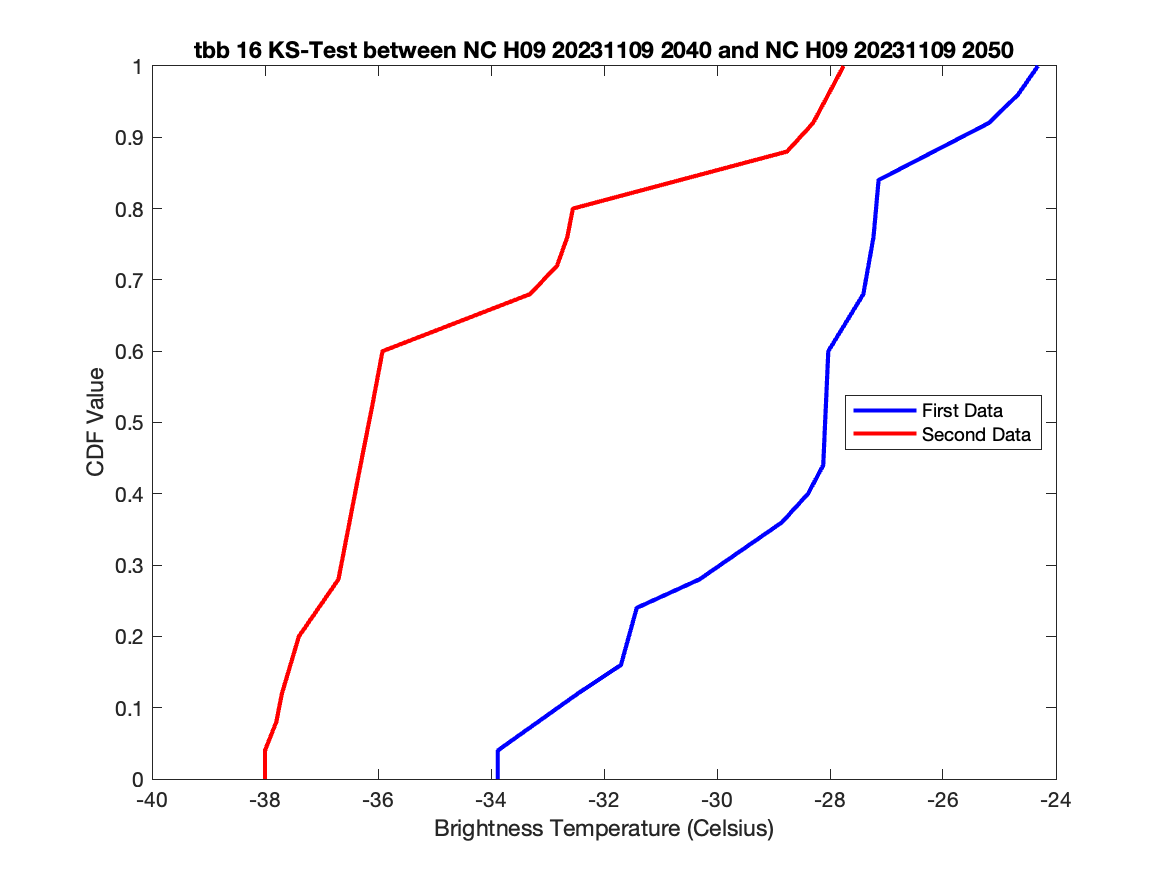 tbb 16 KS-Test between NC H09 20231109 2040 and NC H09 20231109 2050
1
0.9
0.8
0.7
0.6
0.5
0.4
0.3
0.2
0.1
0
CDF Value
First Data
Second Data
-40 -38 -36 -34 -32 -30 -28 -26 -24
Brightness Temperature (Celsius)